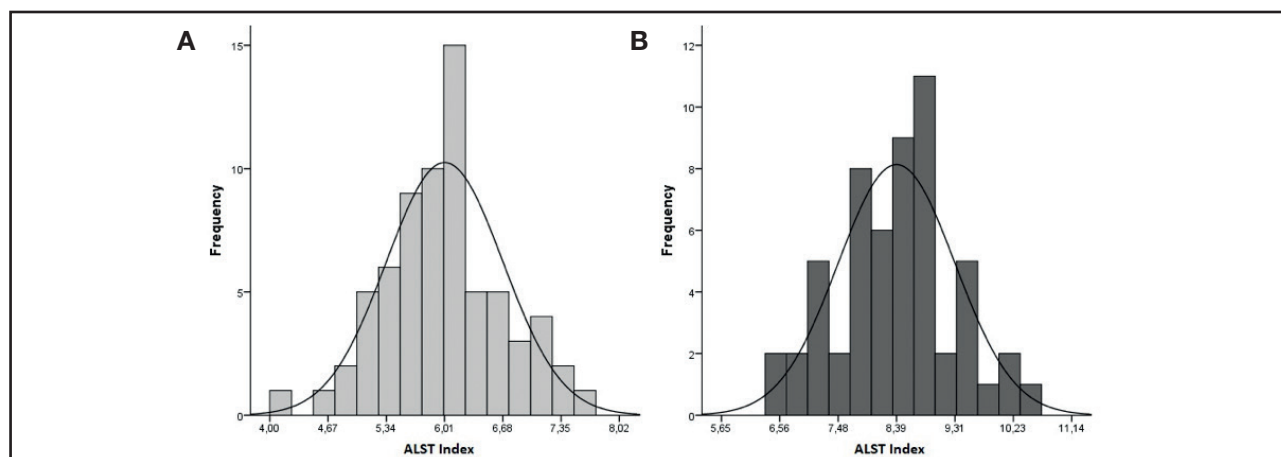 A
Frequency
15
10
5
0
4,00 4,67 5,34 6,01 6,68 7,35 8,02
ALST Index
B
Frequency
12
10
8
6
4
2
0
5,65 6,56 7,48 8,39 9,31 10,23 11,14
ALST Index